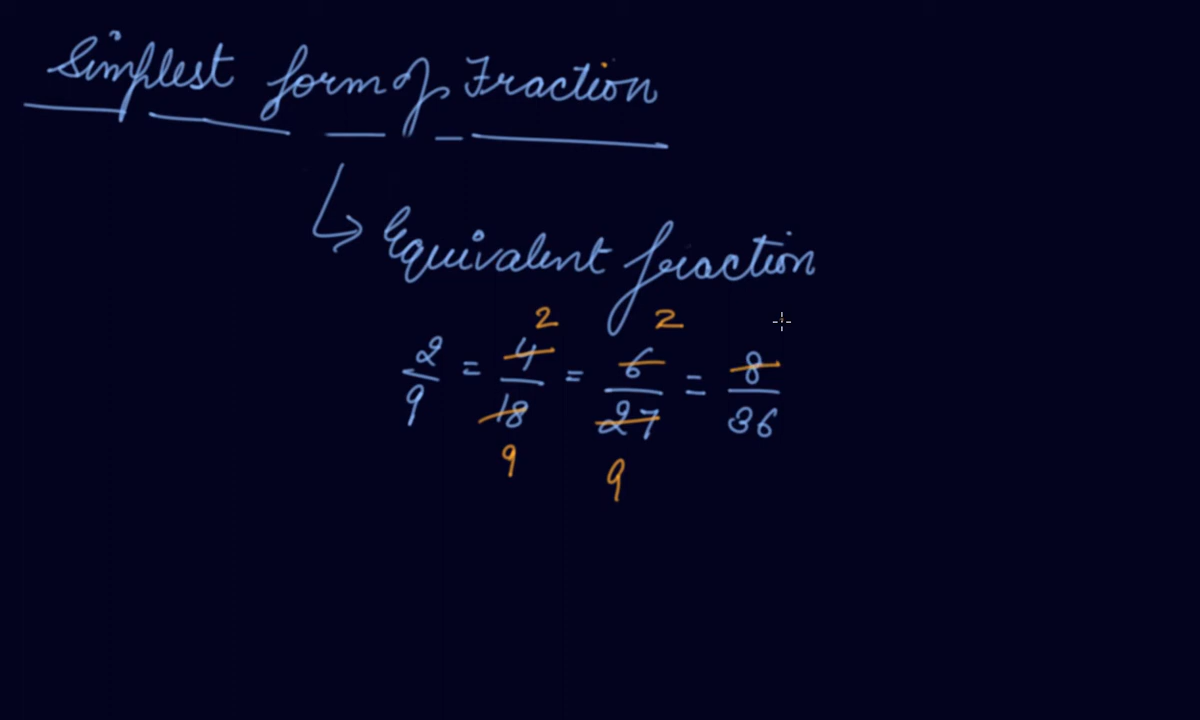 Simplest form of Fraction
↳ Equivalent fraction
2 2
2/9 = 4/18 = 6/27 = 8/36
9 9